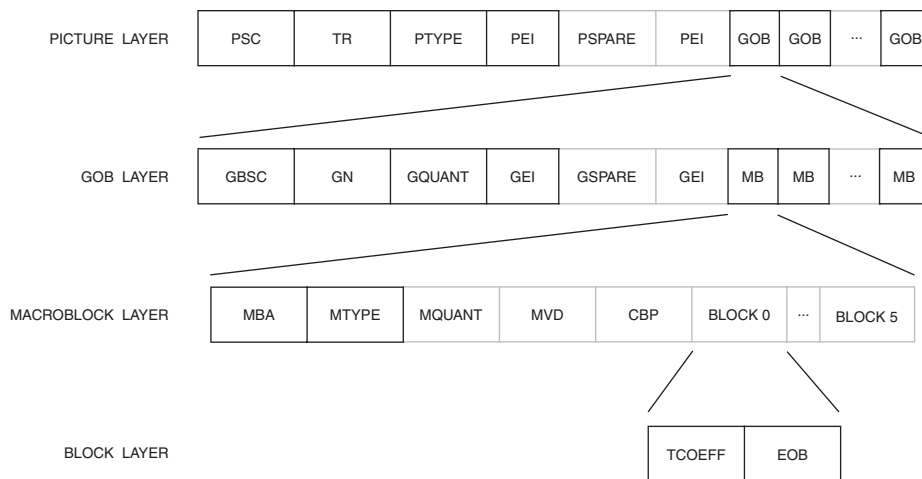 PICTURE LAYER PSC TR PTYPE PEI PSPARE PEI GOB GOB ... GOB
GOB LAYER GBSC GN GQUANT GEI GSPARE GEI MB MB ... MB
MACROBLOCK LAYER MBA MTYPE MQUANT MVD CBP BLOCK 0 ... BLOCK 5
BLOCK LAYER TCOEFF EOB